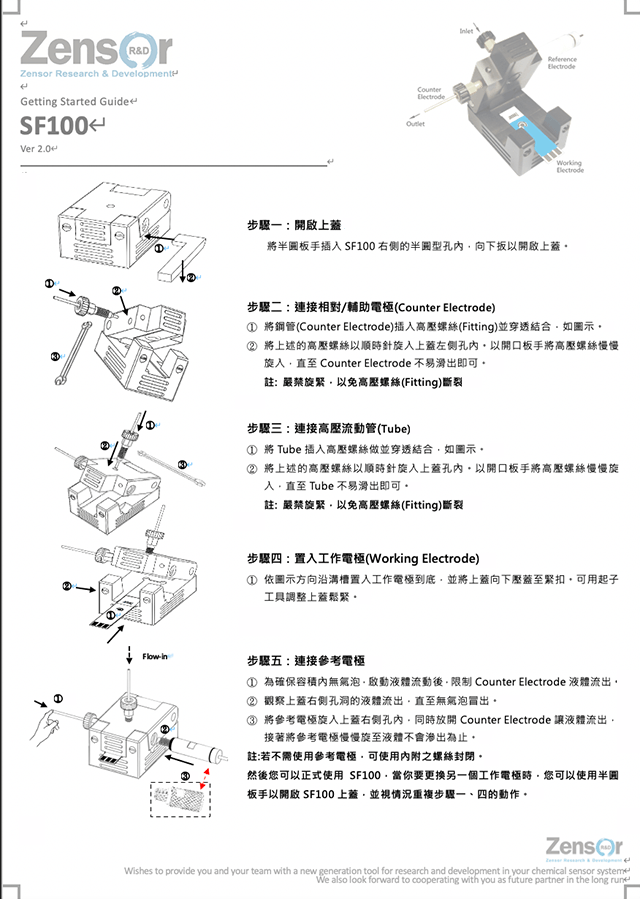 Zensor R&D
Zensor Research & Development
Getting Started Guide
SF100
Ver 2.0
Inlet
Reference
Electrode
Counter
Electrode
Outlet
Working
Electrode
步驟一：開啟上蓋
將半圓板手插入 SF100 右側的半圓型孔內，向下扳以開啟上蓋。
①
②
步驟二：連接相對/輔助電極(Counter Electrode)
① 將鋼管(Counter Electrode)插入高壓螺絲(Fitting)並穿透結合，如圖示。
② 將上述的高壓螺絲以順時針旋入上蓋左側孔內。以開口板手將高壓螺絲慢慢
旋入，直至 Counter Electrode 不易滑出即可。
註: 嚴禁旋緊，以免高壓螺絲(Fitting)斷裂
①
②
③
步驟三：連接高壓流動管(Tube)
① 將 Tube 插入高壓螺絲做並穿透結合，如圖示。
② 將上述的高壓螺絲以順時針旋入上蓋孔內。以開口板手將高壓螺絲慢慢旋
入，直至 Tube 不易滑出即可。
註: 嚴禁旋緊，以免高壓螺絲(Fitting)斷裂
①
②
③
步驟四：置入工作電極(Working Electrode)
① 依圖示方向沿溝槽置入工作電極到底，並將上蓋向下壓蓋至緊扣。可用起子
工具調整上蓋鬆緊。
②
①
步驟五：連接參考電極
① 為確保容積內無氣泡，啟動液體流動後，限制 Counter Electrode 液體流出，
② 觀察上蓋右側孔洞的液體流出，直至無氣泡冒出。
③ 將參考電極旋入上蓋右側孔內，同時放開 Counter Electrode 讓液體流出，
接著將參考電極慢慢旋至液體不會滲出為止。
註:若不需使用參考電極，可使用內附之螺絲封閉。
然後您可以正式使用 SF100，當你要更換另一個工作電極時，您可以使用半圓
板手以開啟 SF100 上蓋，並視情況重複步驟一、四的動作。
Flow-in
①
②
③
Zensor R&D
Zensor Research & Development
Wishes to provide you and your team with a new generation tool for research and development in your chemical sensor system
We also look forward to cooperating with you as future partner in the long run